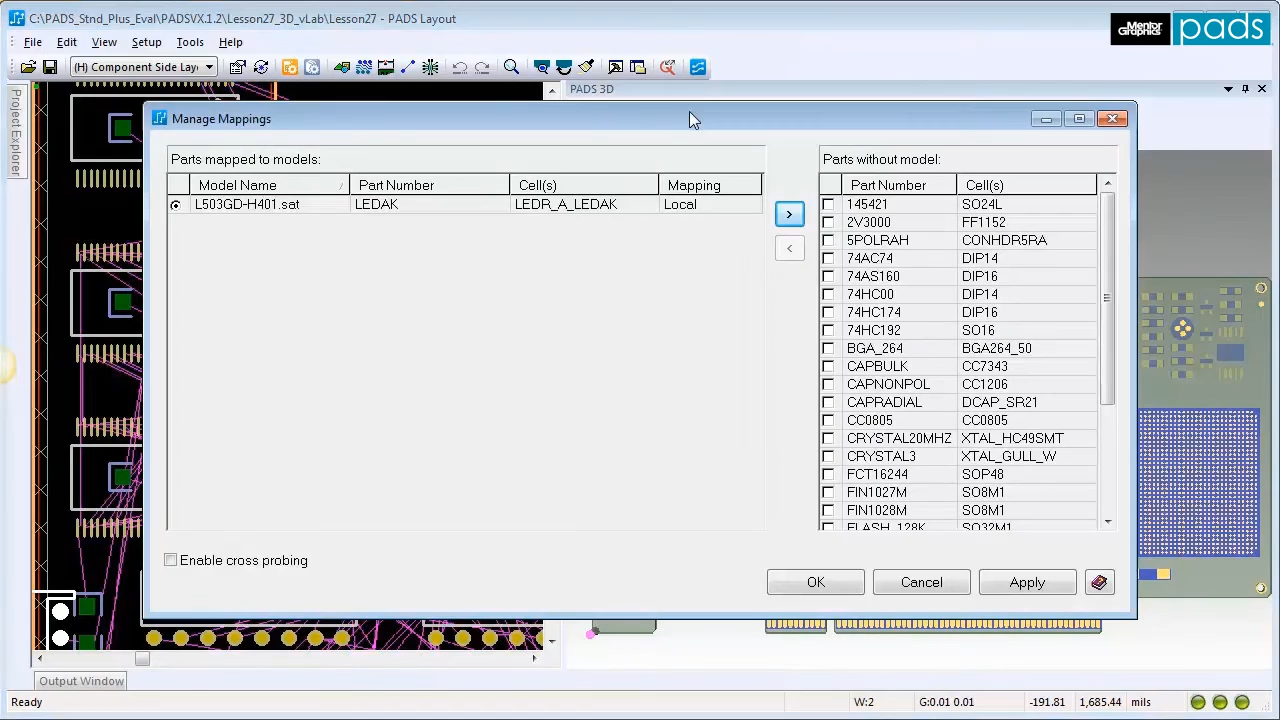 C:\PADS_Stnd_Plus_Eval\PADSVX.1.2\Lesson27_3D_vLab\Lesson27 - PADS Layout
Mentor Graphics
pads
File Edit View Setup Tools Help
(H) Component Side Lay
PADS 3D
Project Explorer
Manage Mappings
Parts mapped to models:
Model Name Part Number Cell(s) Mapping
L503GD-H401.sat LEDAK LEDR_A_LEDAK Local
>
<
Parts without model:
Part Number Cell(s)
145421 SO24L
2V3000 FF1152
5POLRAH CONHDR5RA
74AC74 DIP14
74AS160 DIP16
74HC00 DIP14
74HC174 DIP16
74HC192 SO16
BGA_264 BGA264_50
CAPBULK CC7343
CAPNONPOL CC1206
CAPRADIAL DCAP_SR21
CC0805 CC0805
CRYSTAL20MHZ XTAL_HC49SMT
CRYSTAL3 XTAL_GULL_W
FCT16244 SOP48
FIN1027M SO8M1
FIN1028M SO8M1
FLASH_128K SO32M1
Enable cross probing
OK Cancel Apply
Output Window
Ready W:2 G:0.01 0.01 -191.81 1,685.44 mils